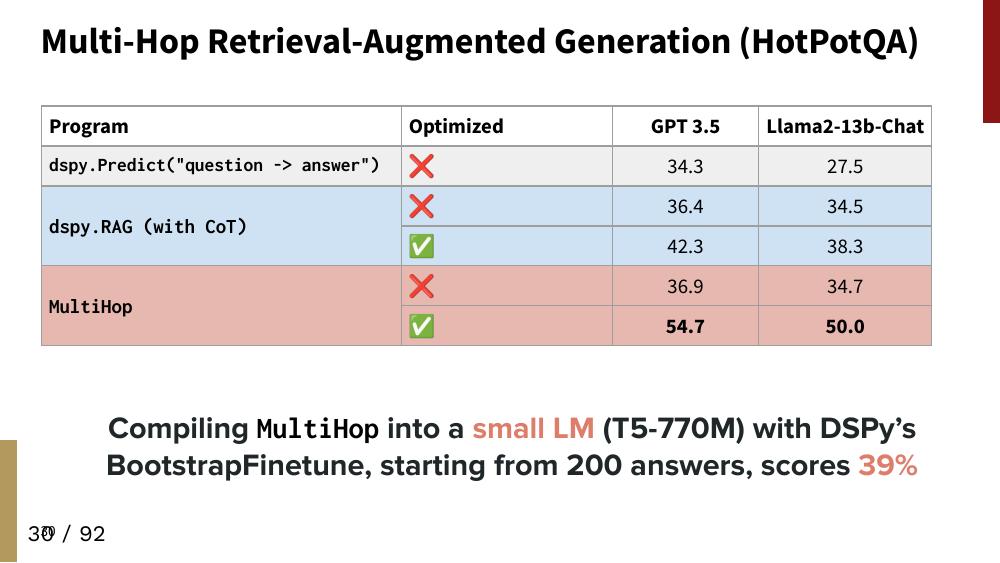 Multi-Hop Retrieval-Augmented Generation (HotPotQA)
Program Optimized GPT 3.5 Llama2-13b-Chat
dspy.Predict("question -> answer") ❌ 34.3 27.5
dspy.RAG (with CoT) ❌ 36.4 34.5
✅ 42.3 38.3
MultiHop ❌ 36.9 34.7
✅ 54.7 50.0
Compiling MultiHop into a small LM (T5-770M) with DSPy’s
BootstrapFinetune, starting from 200 answers, scores 39%
30 / 92